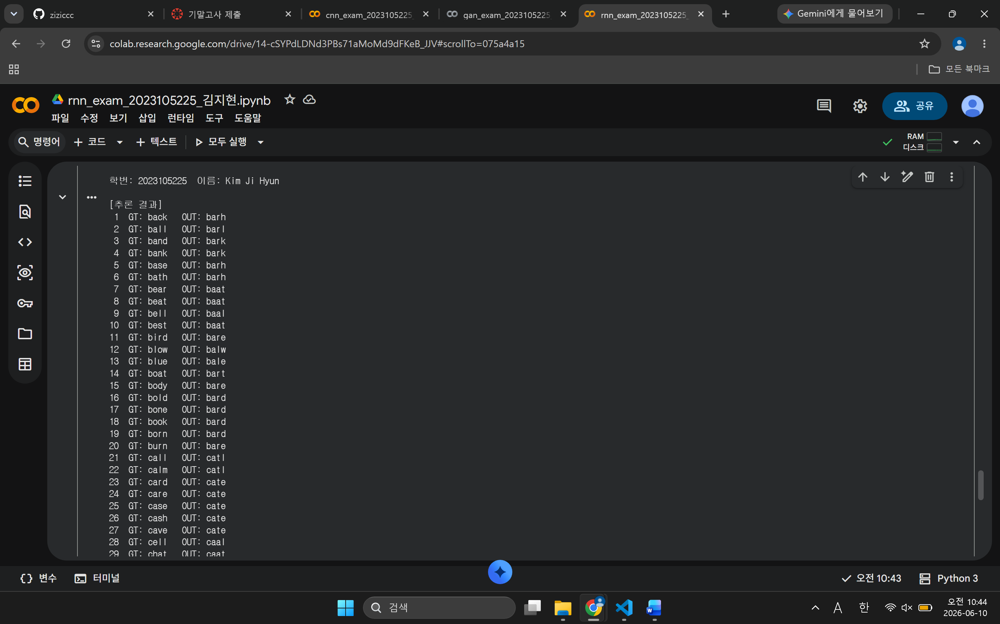 ziziccc
기말고사 제출
cnn_exam_2023105225_
gan_exam_2023105225_
rnn_exam_2023105225_
Gemini에게 물어보기
colab.research.google.com/drive/14-cSYPdLDNd3PBs71aMoMd9dFKeB_JJV#scrollTo=075a4a15
모든 북마크
rnn_exam_2023105225_김지현.ipynb
공유
파일 수정 보기 삽입 런타임 도구 도움말
명령어 + 코드 + 텍스트 모두 실행
RAM
디스크
학번: 2023105225 이름: Kim Ji Hyun
[추론 결과]
1 GT: back OUT: barh
2 GT: ball OUT: barl
3 GT: band OUT: bark
4 GT: bank OUT: bark
5 GT: base OUT: barh
6 GT: bath OUT: barh
7 GT: bear OUT: baat
8 GT: beat OUT: baat
9 GT: bell OUT: baal
10 GT: best OUT: baat
11 GT: bird OUT: bare
12 GT: blow OUT: balw
13 GT: blue OUT: bale
14 GT: boat OUT: bart
15 GT: body OUT: bare
16 GT: bold OUT: bard
17 GT: bone OUT: bard
18 GT: book OUT: bard
19 GT: born OUT: bard
20 GT: burn OUT: bare
21 GT: call OUT: catl
22 GT: calm OUT: catl
23 GT: card OUT: cate
24 GT: care OUT: cate
25 GT: case OUT: cate
26 GT: cash OUT: cate
27 GT: cave OUT: cate
28 GT: cell OUT: caal
29 GT: chat OUT: caat
변수 터미널
오전 10:43 Python 3
검색
A 한
오전 10:44
2026-06-10